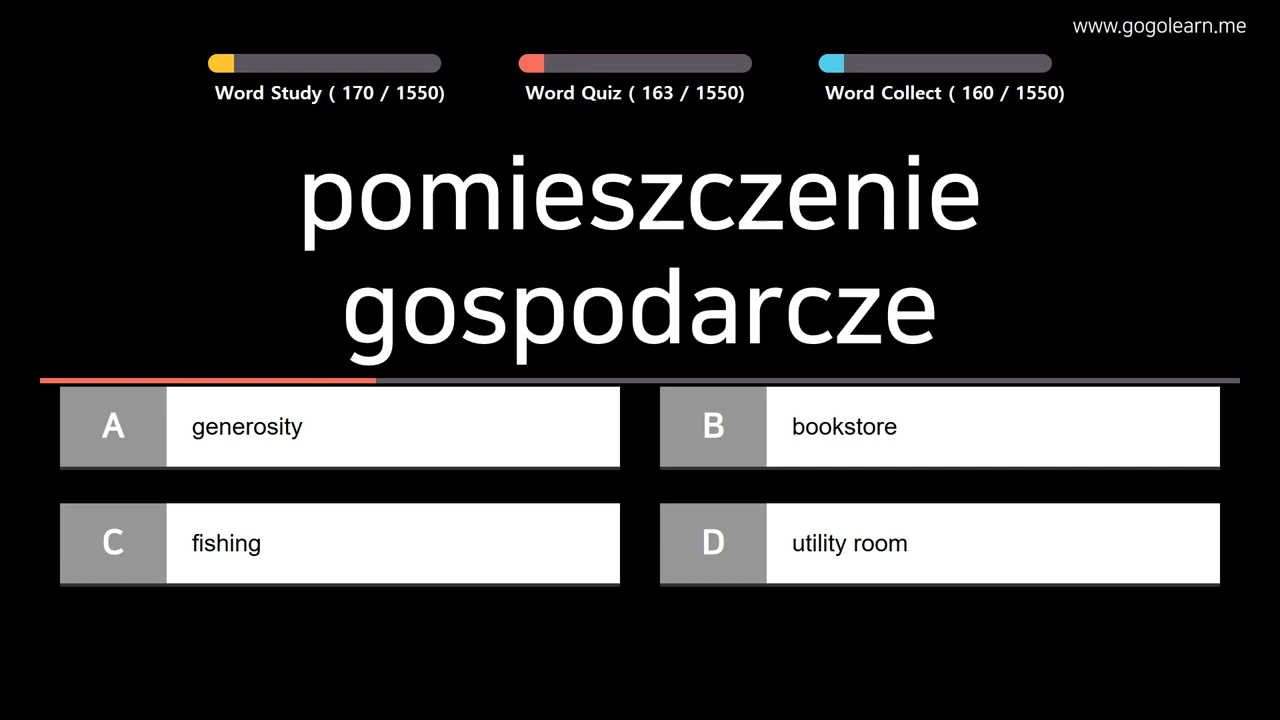 www.gogolearn.me
Word Study ( 170 / 1550)
Word Quiz ( 163 / 1550)
Word Collect ( 160 / 1550)
pomieszczenie
gospodarcze
A generosity
B bookstore
C fishing
D utility room